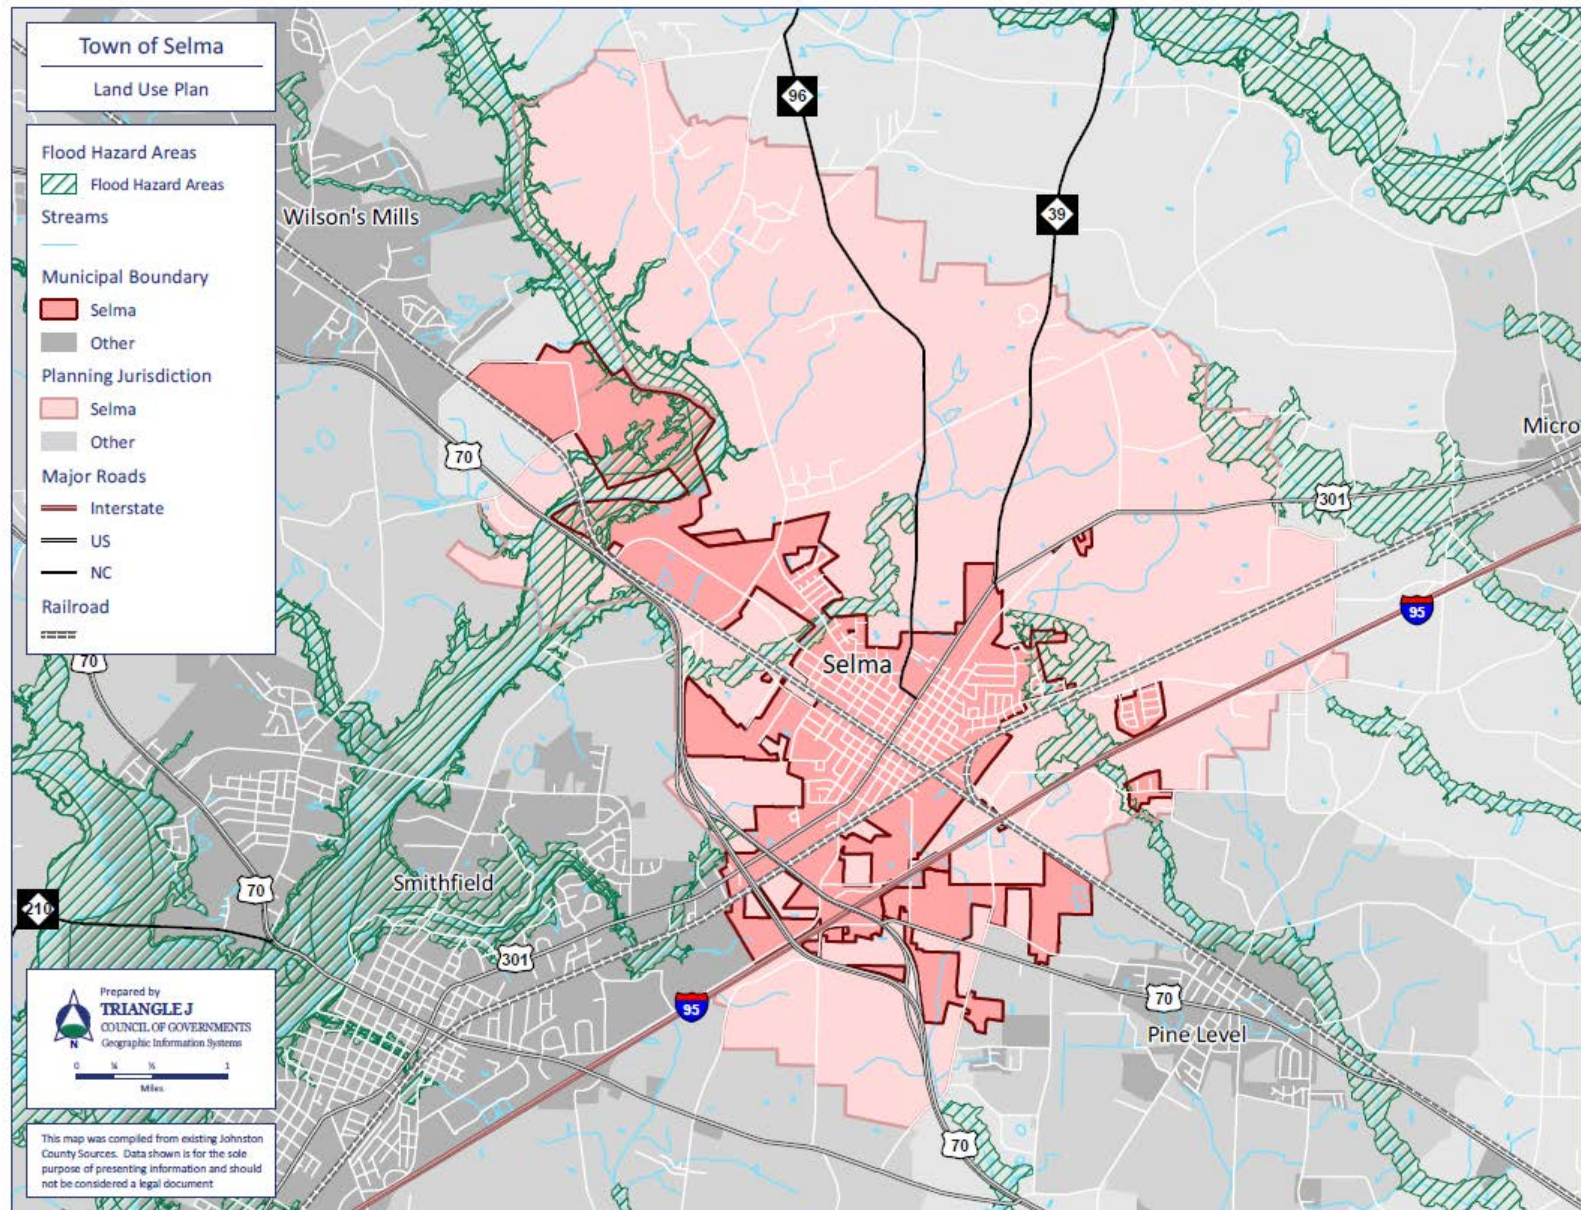 Town of Selma
Land Use Plan
Flood Hazard Areas
Flood Hazard Areas
Streams
Municipal Boundary
Selma
Other
Planning Jurisdiction
Selma
Other
Major Roads
Interstate
US
NC
Railroad
96
39
Wilson's Mills
70
Micro
301
95
Selma
70
Smithfield
70
210
301
95
70
Pine Level
70
Prepared by
TRIANGLE J
COUNCIL OF GOVERNMENTS
Geographic Information Systems
N
0 ¼ ½ 1
Miles
This map was compiled from existing Johnston
County Sources. Data shown is for the sole
purpose of presenting information and should
not be considered a legal document